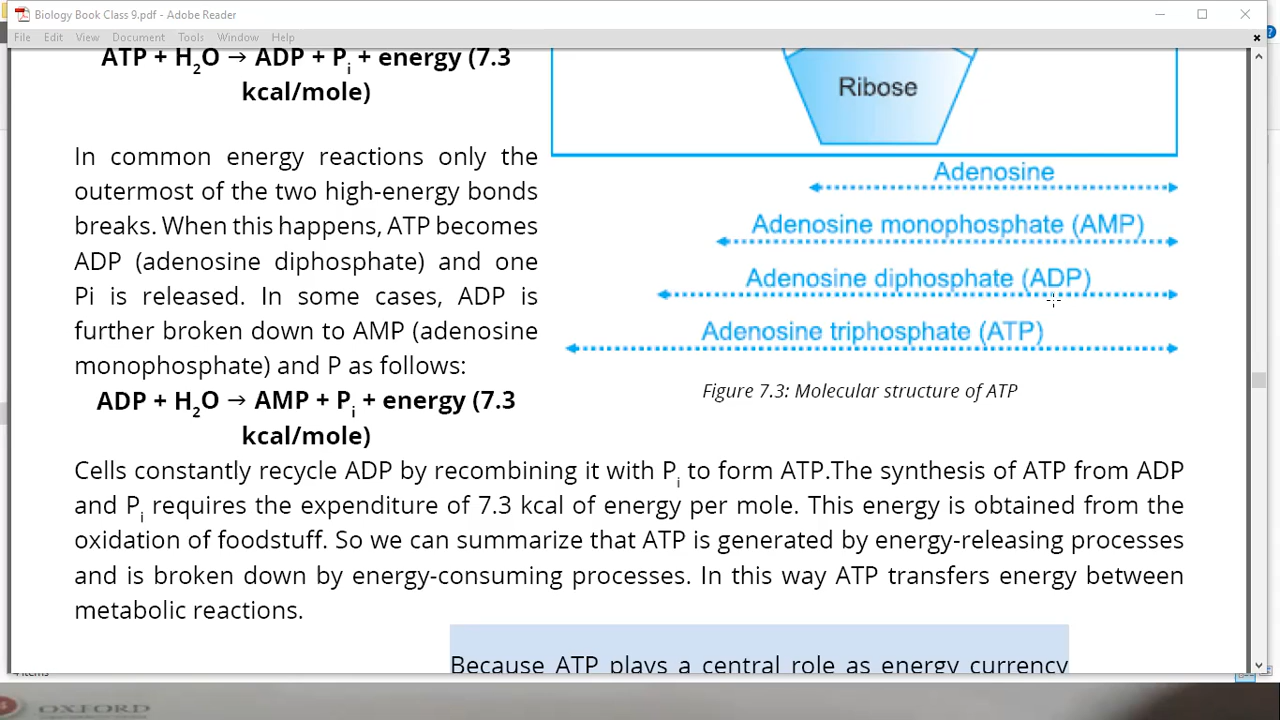 Biology Book Class 9.pdf - Adobe Reader
File Edit View Document Tools Window Help
ATP + H2O → ADP + Pi + energy (7.3
kcal/mole)
In common energy reactions only the
outermost of the two high-energy bonds
breaks. When this happens, ATP becomes
ADP (adenosine diphosphate) and one
Pi is released. In some cases, ADP is
further broken down to AMP (adenosine
monophosphate) and P as follows:
ADP + H2O → AMP + Pi + energy (7.3
kcal/mole)
Ribose
Adenosine
Adenosine monophosphate (AMP)
Adenosine diphosphate (ADP)
Adenosine triphosphate (ATP)
Figure 7.3: Molecular structure of ATP
Cells constantly recycle ADP by recombining it with Pi to form ATP.The synthesis of ATP from ADP
and Pi requires the expenditure of 7.3 kcal of energy per mole. This energy is obtained from the
oxidation of foodstuff. So we can summarize that ATP is generated by energy-releasing processes
and is broken down by energy-consuming processes. In this way ATP transfers energy between
metabolic reactions.
Because ATP plays a central role as energy currency
items
OXFORD